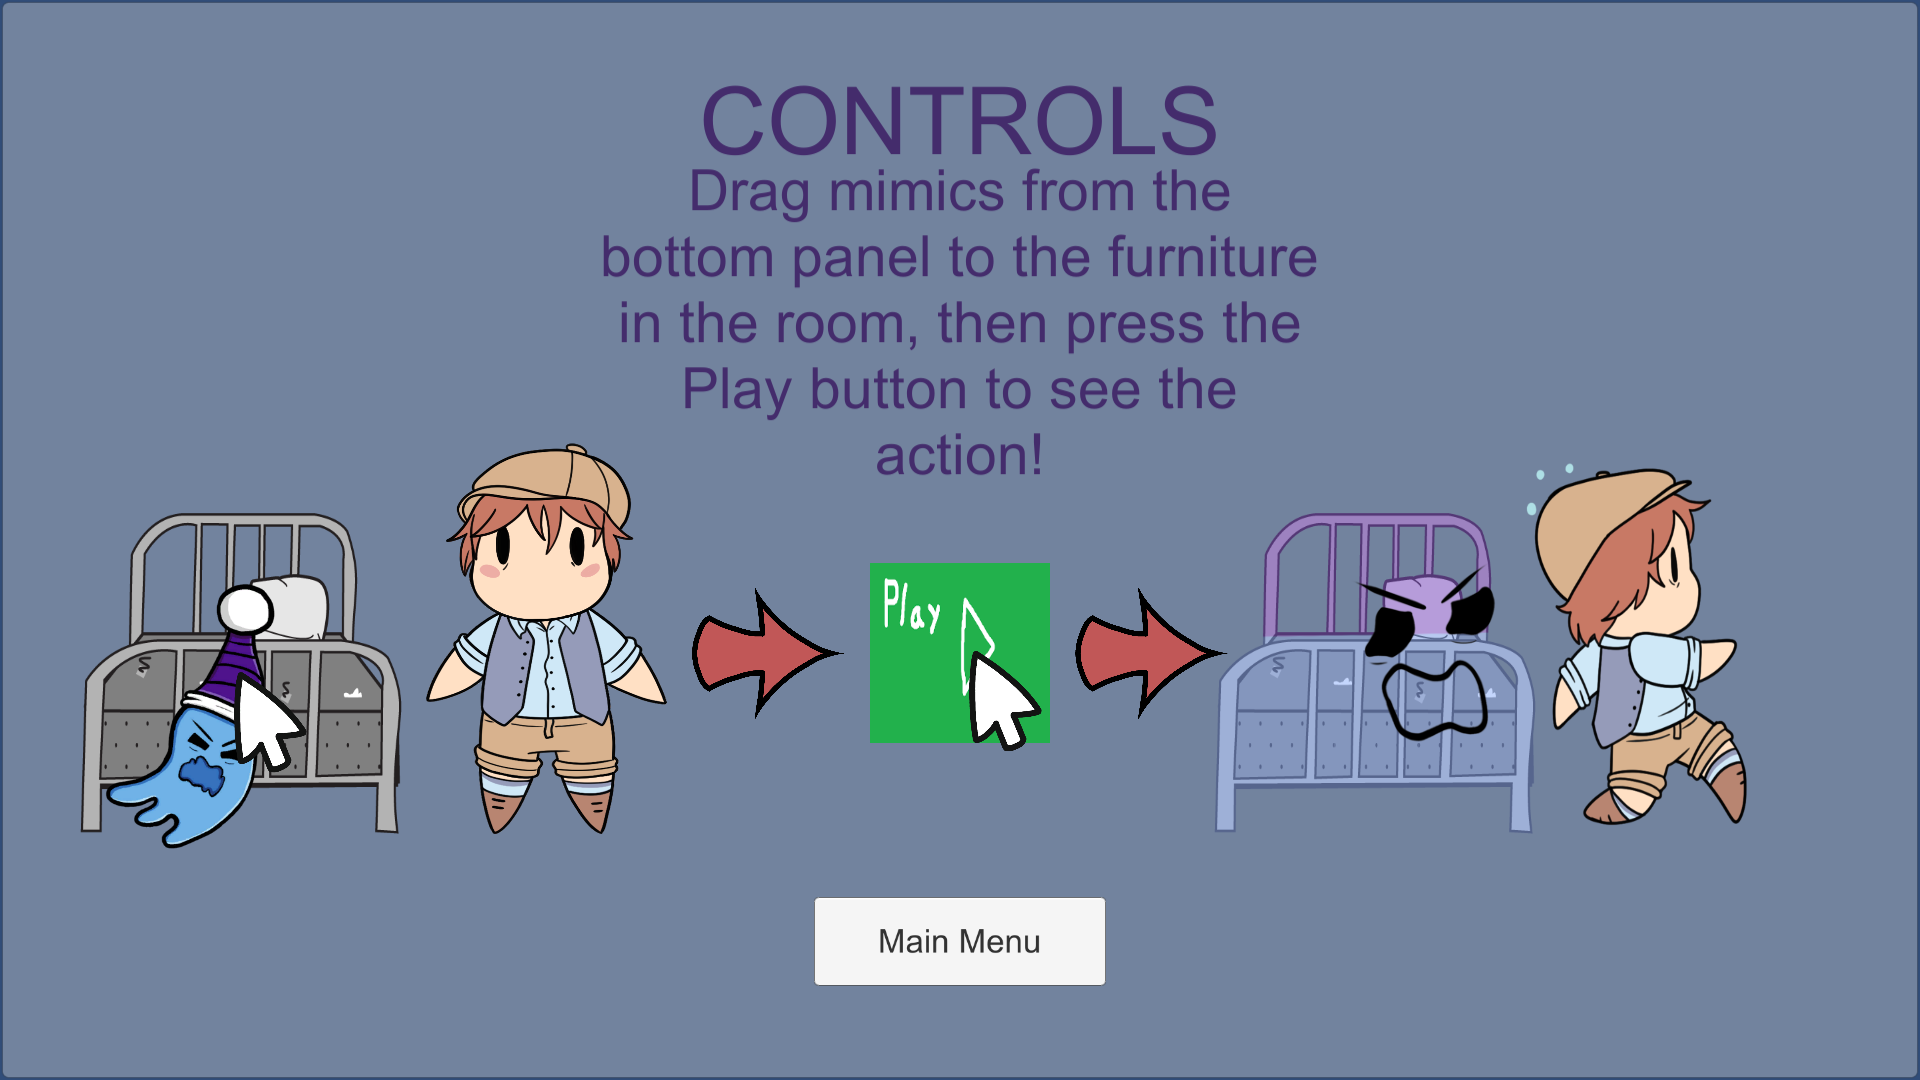 CONTROLS
Drag mimics from the
bottom panel to the furniture
in the room, then press the
Play button to see the
action!
Play
Main Menu